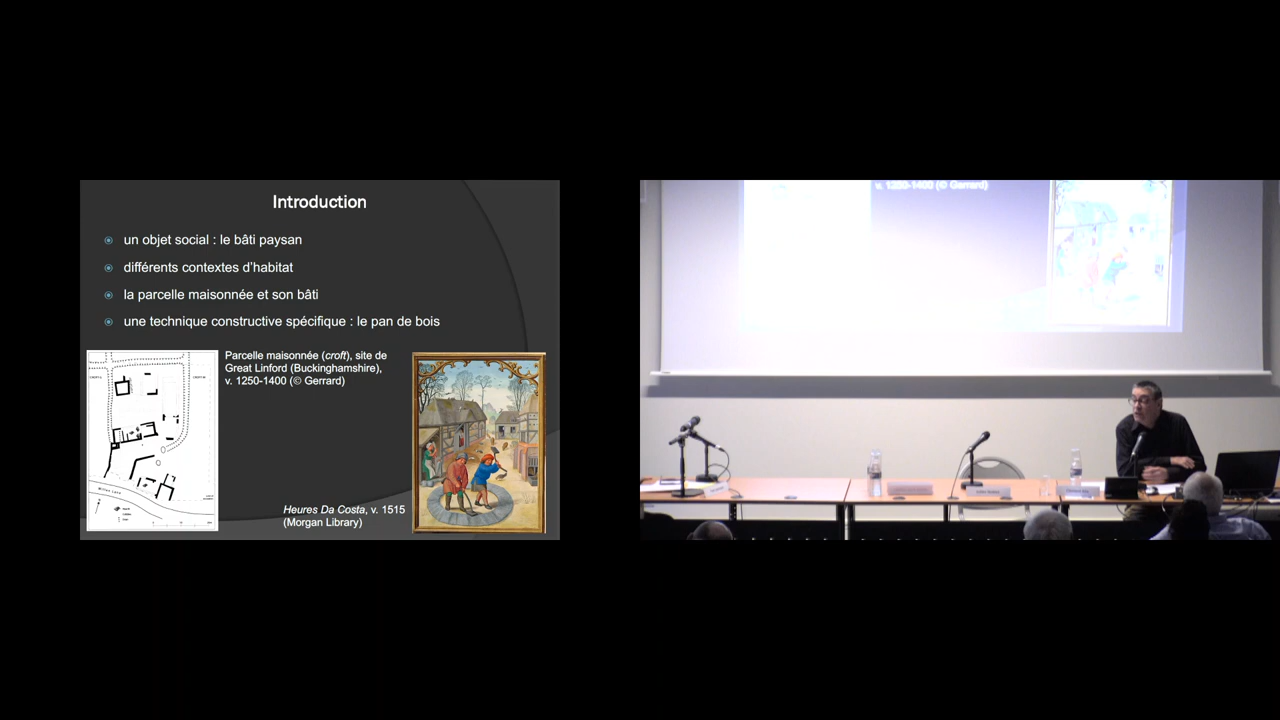 Introduction
un objet social : le bâti paysan
différents contextes d'habitat
la parcelle maisonnée et son bâti
une technique constructive spécifique : le pan de bois
Parcelle maisonnée (croft), site de
Great Linford (Buckinghamshire),
v. 1250-1400 (© Gerrard)
Heures Da Costa, v. 1515
(Morgan Library)
v. 1250-1400 (© Gerrard)